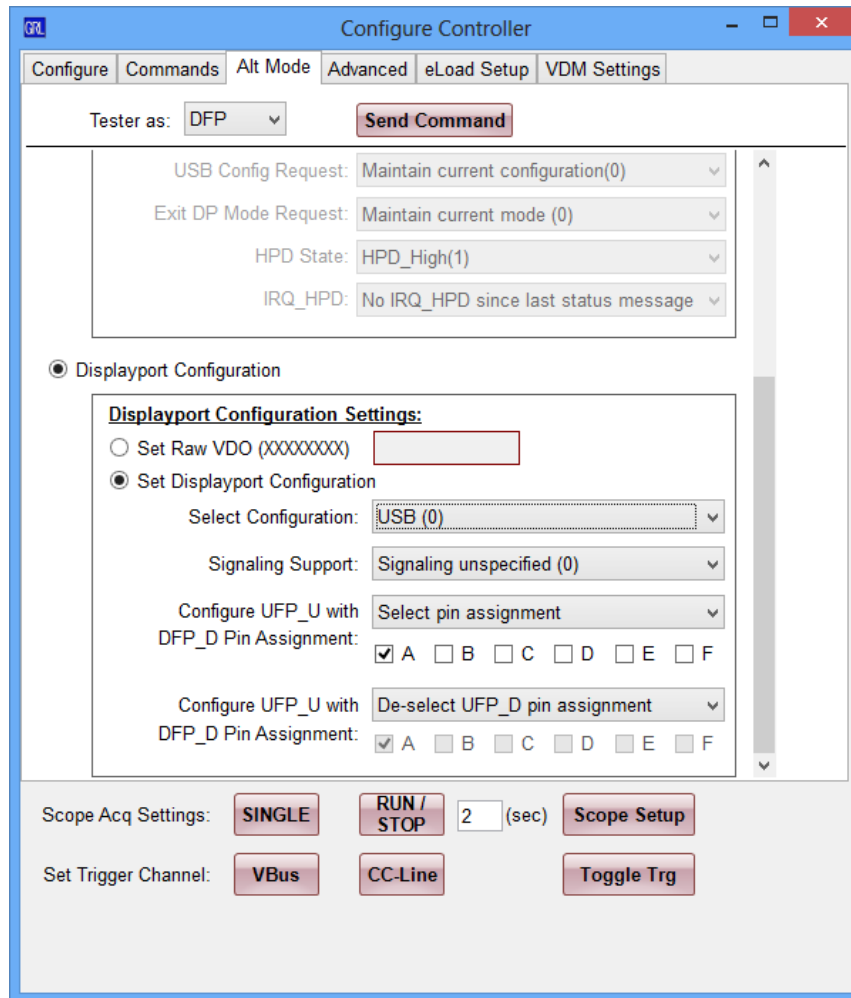 GRL Configure Controller
Configure Commands Alt Mode Advanced eLoad Setup VDM Settings
Tester as: DFP Send Command
USB Config Request: Maintain current configuration(0)
Exit DP Mode Request: Maintain current mode (0)
HPD State: HPD_High(1)
IRQ_HPD: No IRQ_HPD since last status message
Displayport Configuration
Displayport Configuration Settings:
Set Raw VDO (XXXXXXXX)
Set Displayport Configuration
Select Configuration: USB (0)
Signaling Support: Signaling unspecified (0)
Configure UFP_U with Select pin assignment
DFP_D Pin Assignment: A B C D E F
Configure UFP_U with De-select UFP_D pin assignment
DFP_D Pin Assignment: A B C D E F
Scope Acq Settings: SINGLE RUN / STOP 2 (sec) Scope Setup
Set Trigger Channel: VBus CC-Line Toggle Trg